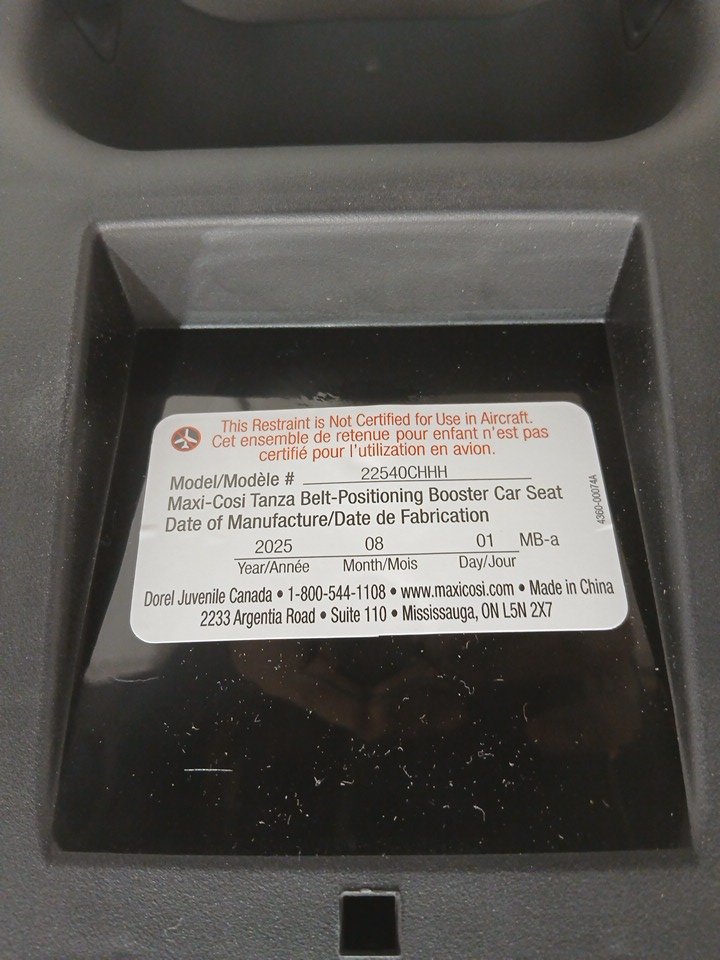 This Restraint is Not Certified for Use in Aircraft.
Cet ensemble de retenue pour enfant n'est pas
certifié pour l'utilization en avion.
Model/Modèle # 22540CHHH
Maxi-Cosi Tanza Belt-Positioning Booster Car Seat
Date of Manufacture/Date de Fabrication
2025 08 01 MB-a
Year/Année Month/Mois Day/Jour
Dorel Juvenile Canada • 1-800-544-1108 • www.maxicosi.com • Made in China
2233 Argentia Road • Suite 110 • Mississauga, ON L5N 2X7
4360-00074A